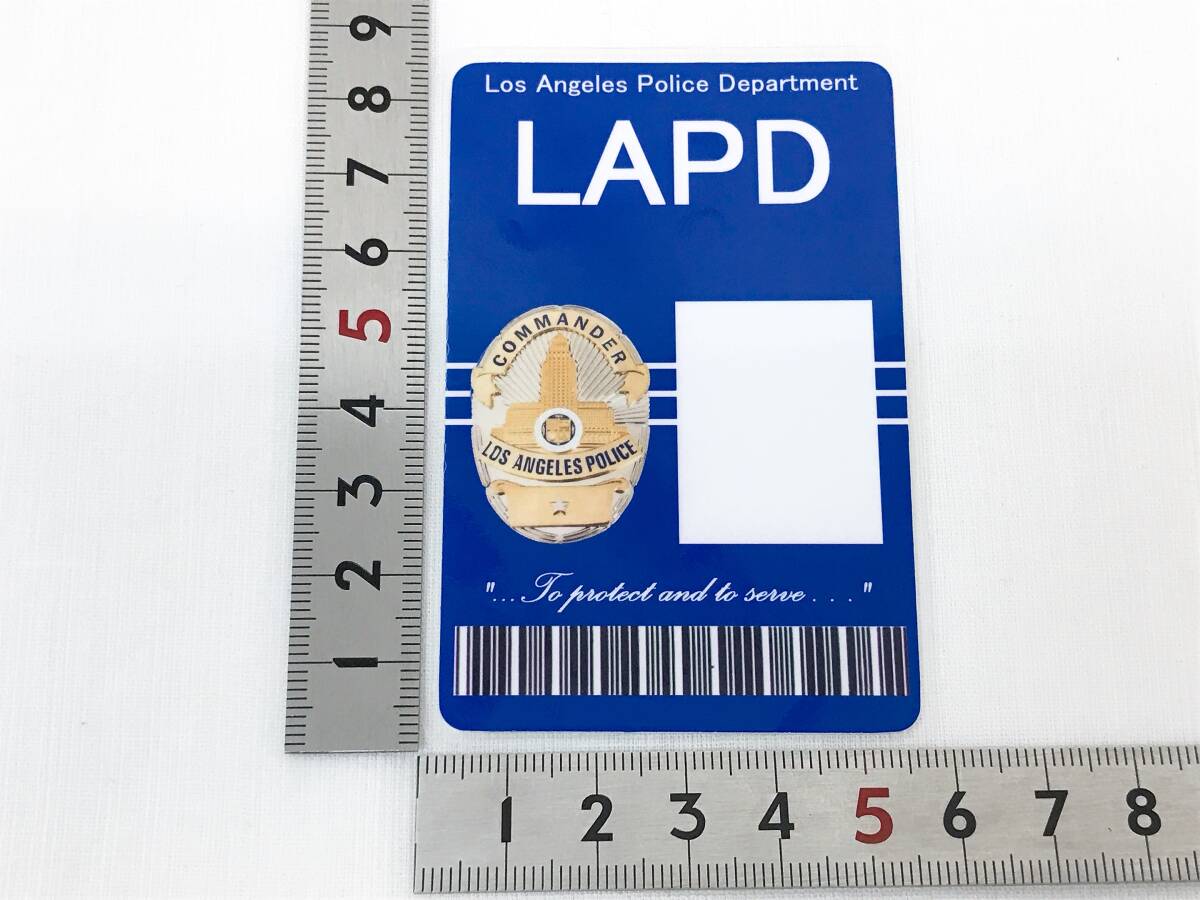 Los Angeles Police Department
LAPD
COMMANDER
LOS ANGELES POLICE
"...To protect and to serve..."
9
8
7
6
5
4
3
2
1
1 2 3 4 5 6 7 8